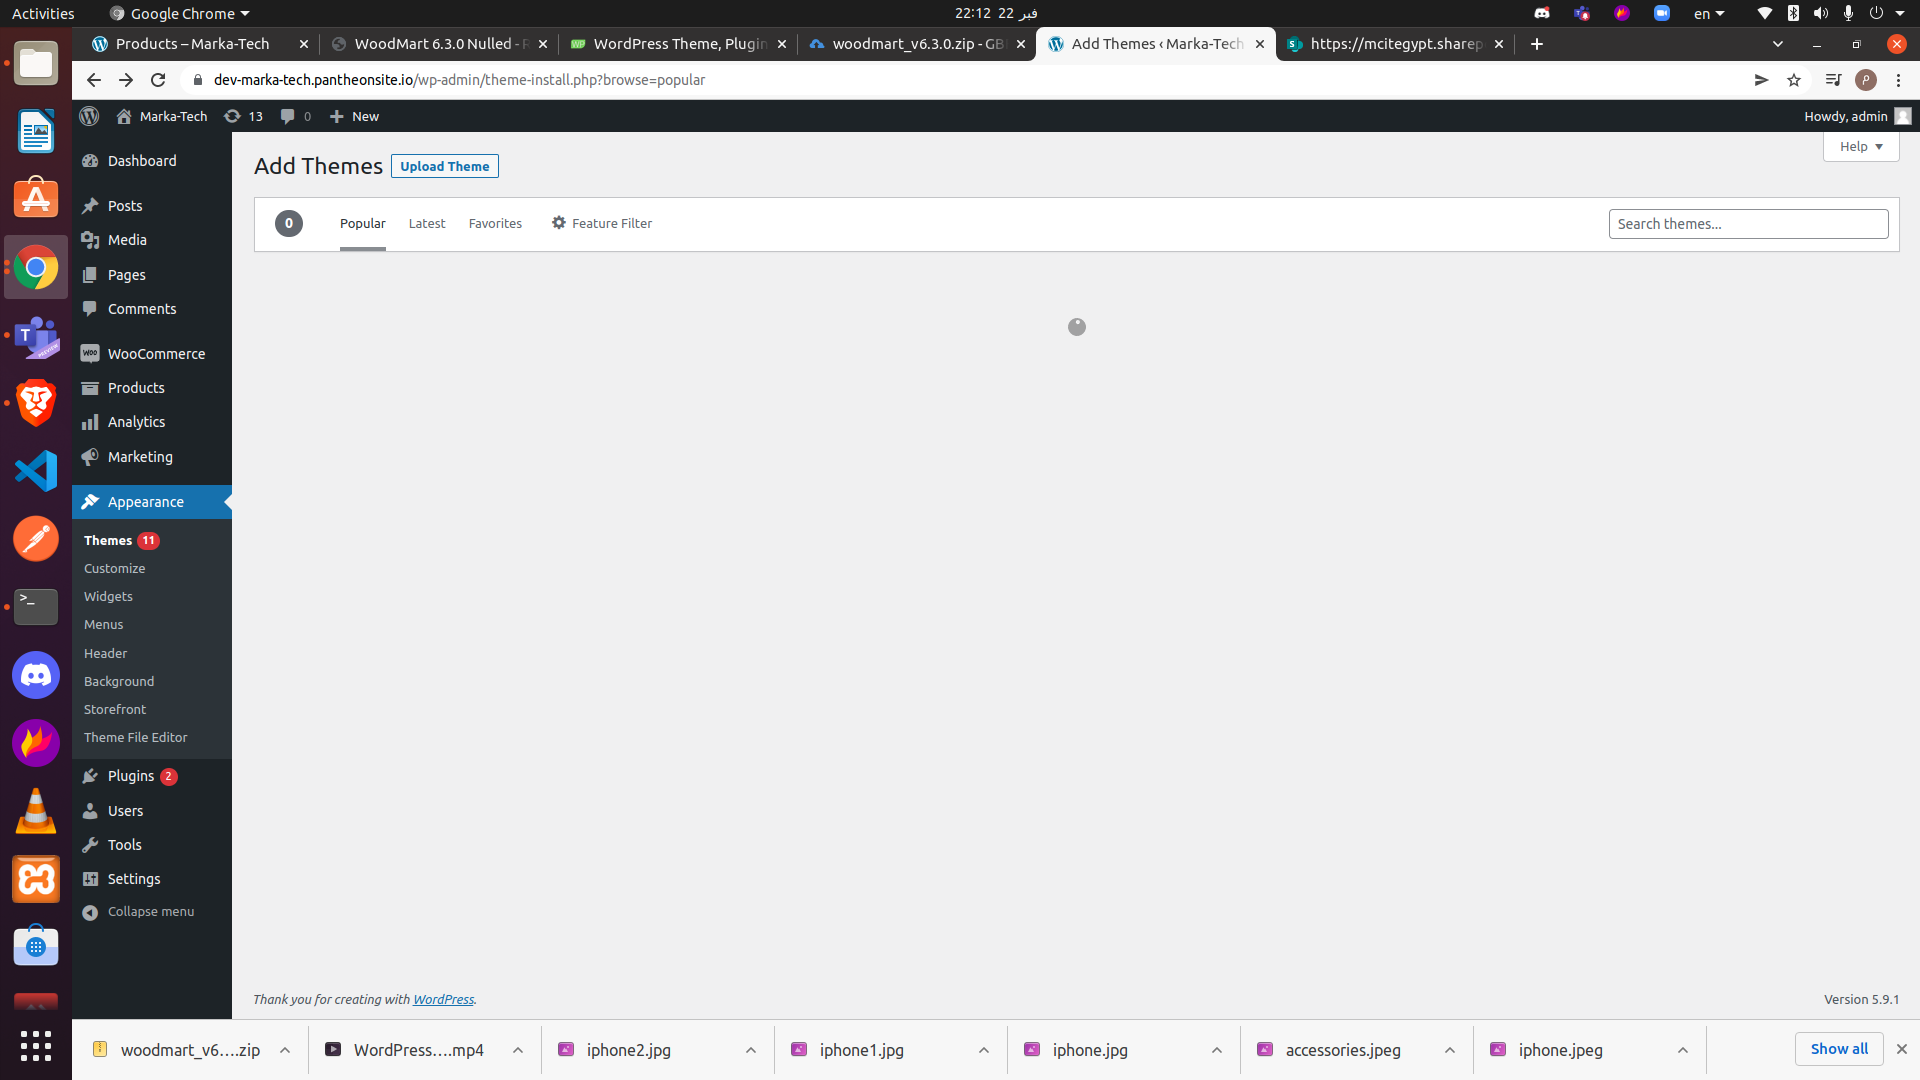 Activities
Google Chrome
22:12 22 فبر
en
Products – Marka-Tech
WoodMart 6.3.0 Nulled - 
WordPress Theme, Plugin
woodmart_v6.3.0.zip - GB
Add Themes ‹ Marka-Tech
https://mcitegypt.sharep
dev-marka-tech.pantheonsite.io/wp-admin/theme-install.php?browse=popular
P
Marka-Tech
13
0
New
Howdy, admin
Help
Dashboard
Posts
Media
Pages
Comments
WooCommerce
Products
Analytics
Marketing
Appearance
Themes 11
Customize
Widgets
Menus
Header
Background
Storefront
Theme File Editor
Plugins 2
Users
Tools
Settings
Collapse menu
Add Themes
Upload Theme
0
Popular
Latest
Favorites
Feature Filter
Search themes...
Thank you for creating with WordPress.
Version 5.9.1
woodmart_v6....zip
WordPress....mp4
iphone2.jpg
iphone1.jpg
iphone.jpg
accessories.jpeg
iphone.jpeg
Show all